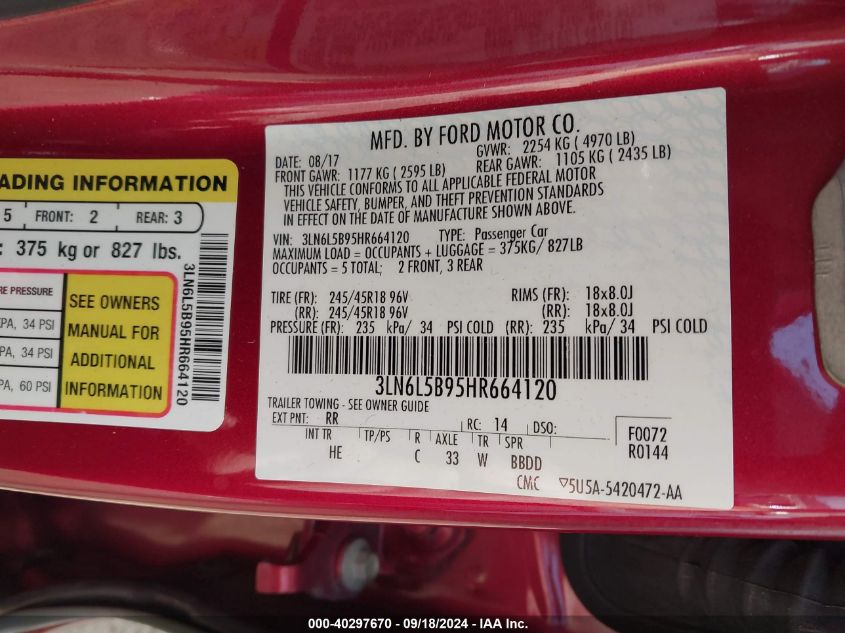 ADING INFORMATION
5 FRONT: 2 REAR: 3
: 375 kg or 827 lbs.
RE PRESSURE
PA, 34 PSI
PA, 34 PSI
PA, 60 PSI
SEE OWNERS
MANUAL FOR
ADDITIONAL
INFORMATION
3LN6L5B95HR664120
MFD. BY FORD MOTOR CO.
DATE: 08/17 GVWR: 2254 KG ( 4970 LB)
FRONT GAWR: 1177 KG ( 2595 LB) REAR GAWR: 1105 KG ( 2435 LB)
THIS VEHICLE CONFORMS TO ALL APPLICABLE FEDERAL MOTOR
VEHICLE SAFETY, BUMPER, AND THEFT PREVENTION STANDARDS
IN EFFECT ON THE DATE OF MANUFACTURE SHOWN ABOVE.
VIN: 3LN6L5B95HR664120 TYPE: Passenger Car
MAXIMUM LOAD = OCCUPANTS + LUGGAGE = 375KG/ 827LB
OCCUPANTS = 5 TOTAL; 2 FRONT, 3 REAR
TIRE (FR): 245/45R18 96V RIMS (FR): 18x8.0J
(RR): 245/45R18 96V (RR): 18x8.0J
PRESSURE (FR): 235 kPa/ 34 PSI COLD (RR): 235 kPa/ 34 PSI COLD
3LN6L5B95HR664120
TRAILER TOWING - SEE OWNER GUIDE
EXT PNT: RR RC: 14 DSO:
INT TR TP/PS R AXLE TR SPR
HE C 33 W BBDD
F0072
R0144
CMC ▽5U5A-5420472-AA
000-40297670 - 09/18/2024 - IAA Inc.